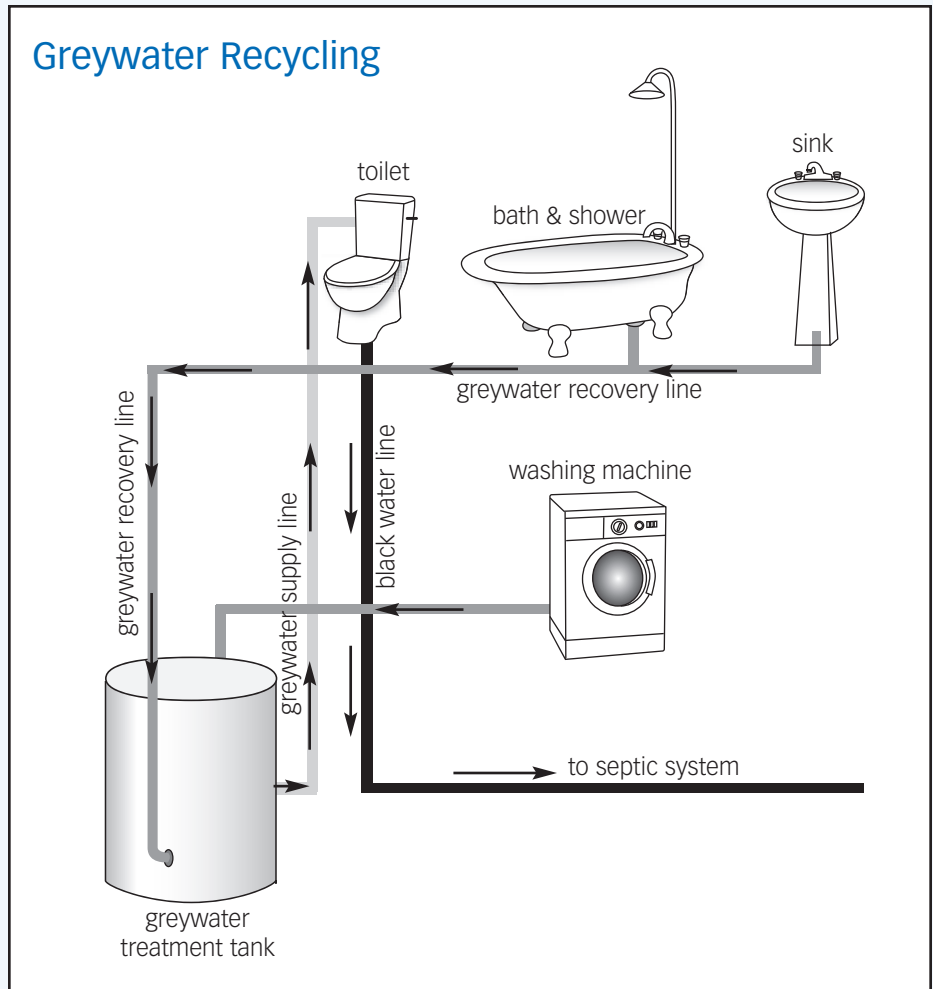 Greywater Recycling
sink
toilet
bath & shower
greywater recovery line
greywater recovery line
greywater supply line
black water line
washing machine
to septic system
greywater
treatment tank